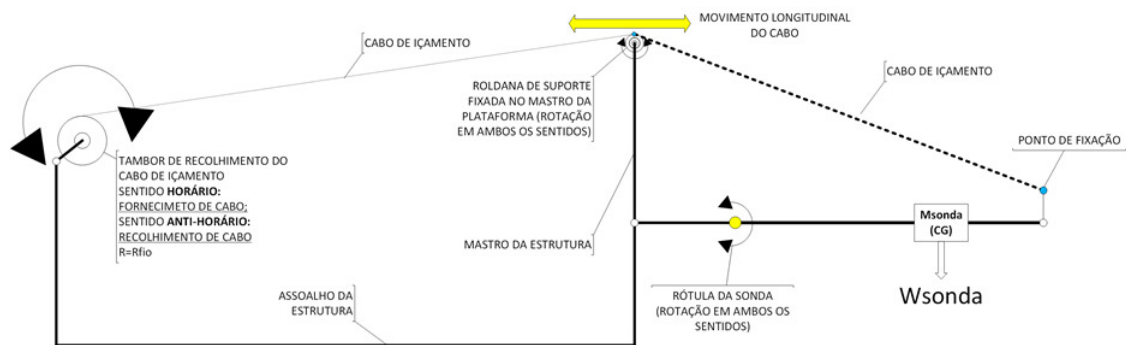 MOVIMENTO LONGITUDINAL
DO CABO
CABO DE IÇAMENTO
ROLDANA DE SUPORTE
FIXADA NO MASTRO DA
PLATAFORMA (ROTAÇÃO
EM AMBOS OS SENTIDOS)
CABO DE IÇAMENTO
PONTO DE FIXAÇÃO
TAMBOR DE RECOLHIMENTO DO
CABO DE IÇAMENTO
SENTIDO HORÁRIO:
FORNECIMETO DE CABO;
SENTIDO ANTI-HORÁRIO:
RECOLHIMENTO DE CABO
R=Rfio
MASTRO DA ESTRUTURA
Msonda
(CG)
Wsonda
ASSOALHO DA
ESTRUTURA
RÓTULA DA SONDA
(ROTAÇÃO EM AMBOS OS
SENTIDOS)